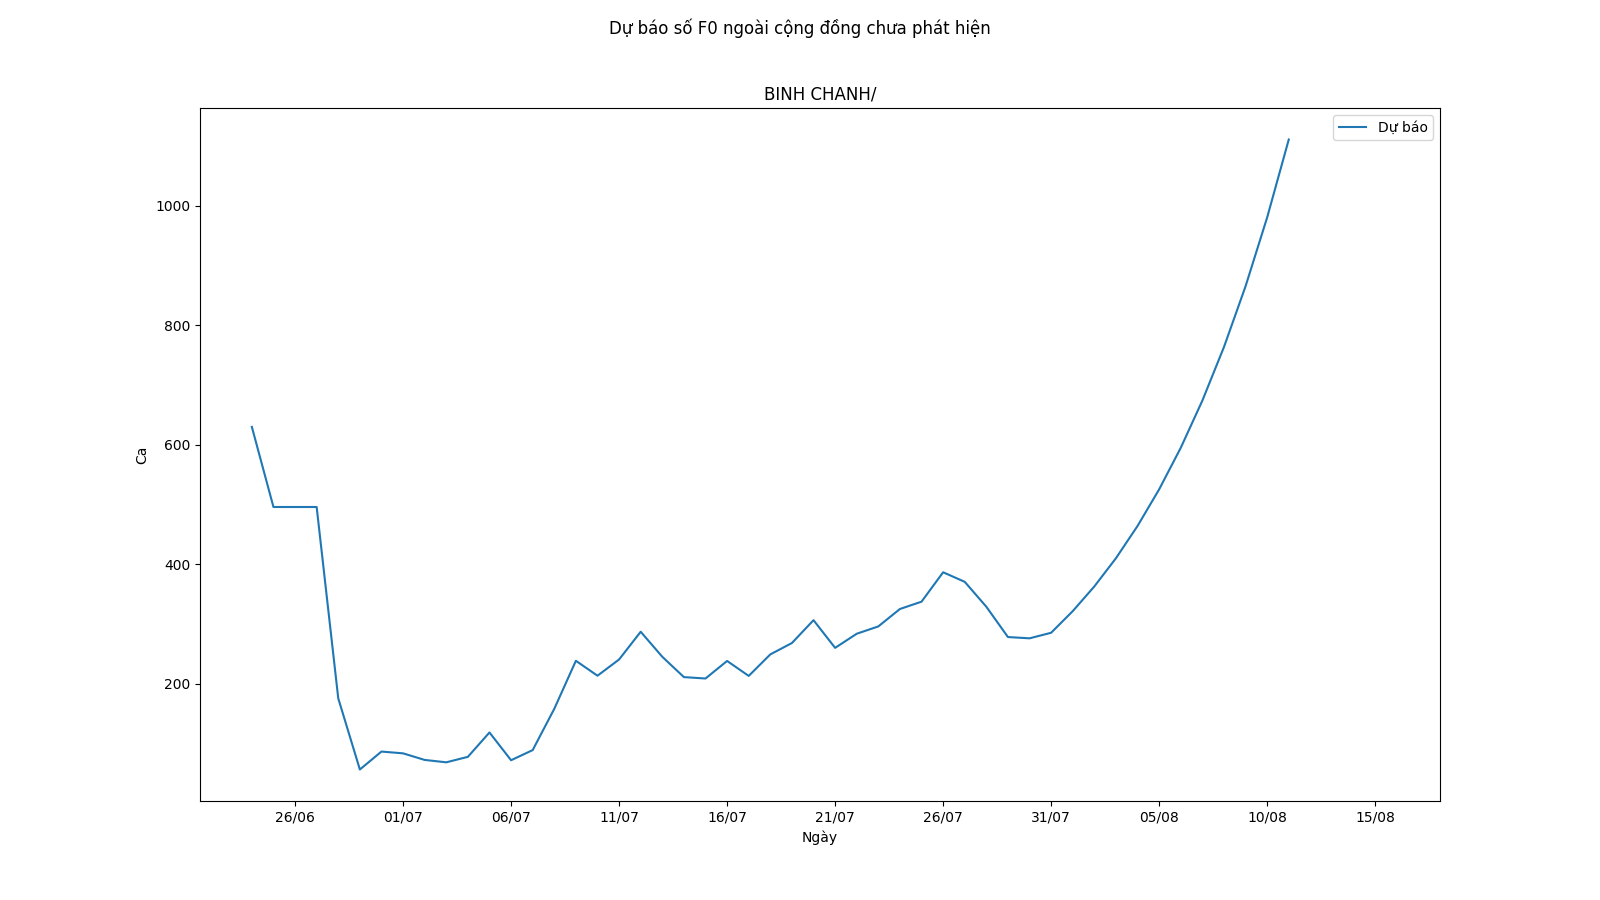 Dự báo số F0 ngoài cộng đồng chưa phát hiện
BINH CHANH/
Dự báo
1000
800
600
400
200
Ca
26/06 01/07 06/07 11/07 16/07 21/07 26/07 31/07 05/08 10/08 15/08
Ngày